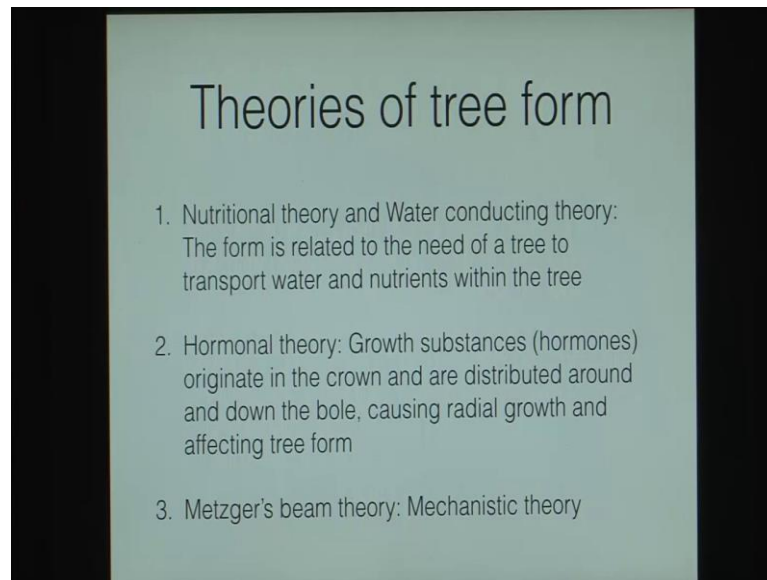 Theories of tree form
1. Nutritional theory and Water conducting theory:
The form is related to the need of a tree to
transport water and nutrients within the tree
2. Hormonal theory: Growth substances (hormones)
originate in the crown and are distributed around
and down the bole, causing radial growth and
affecting tree form
3. Metzger's beam theory: Mechanistic theory